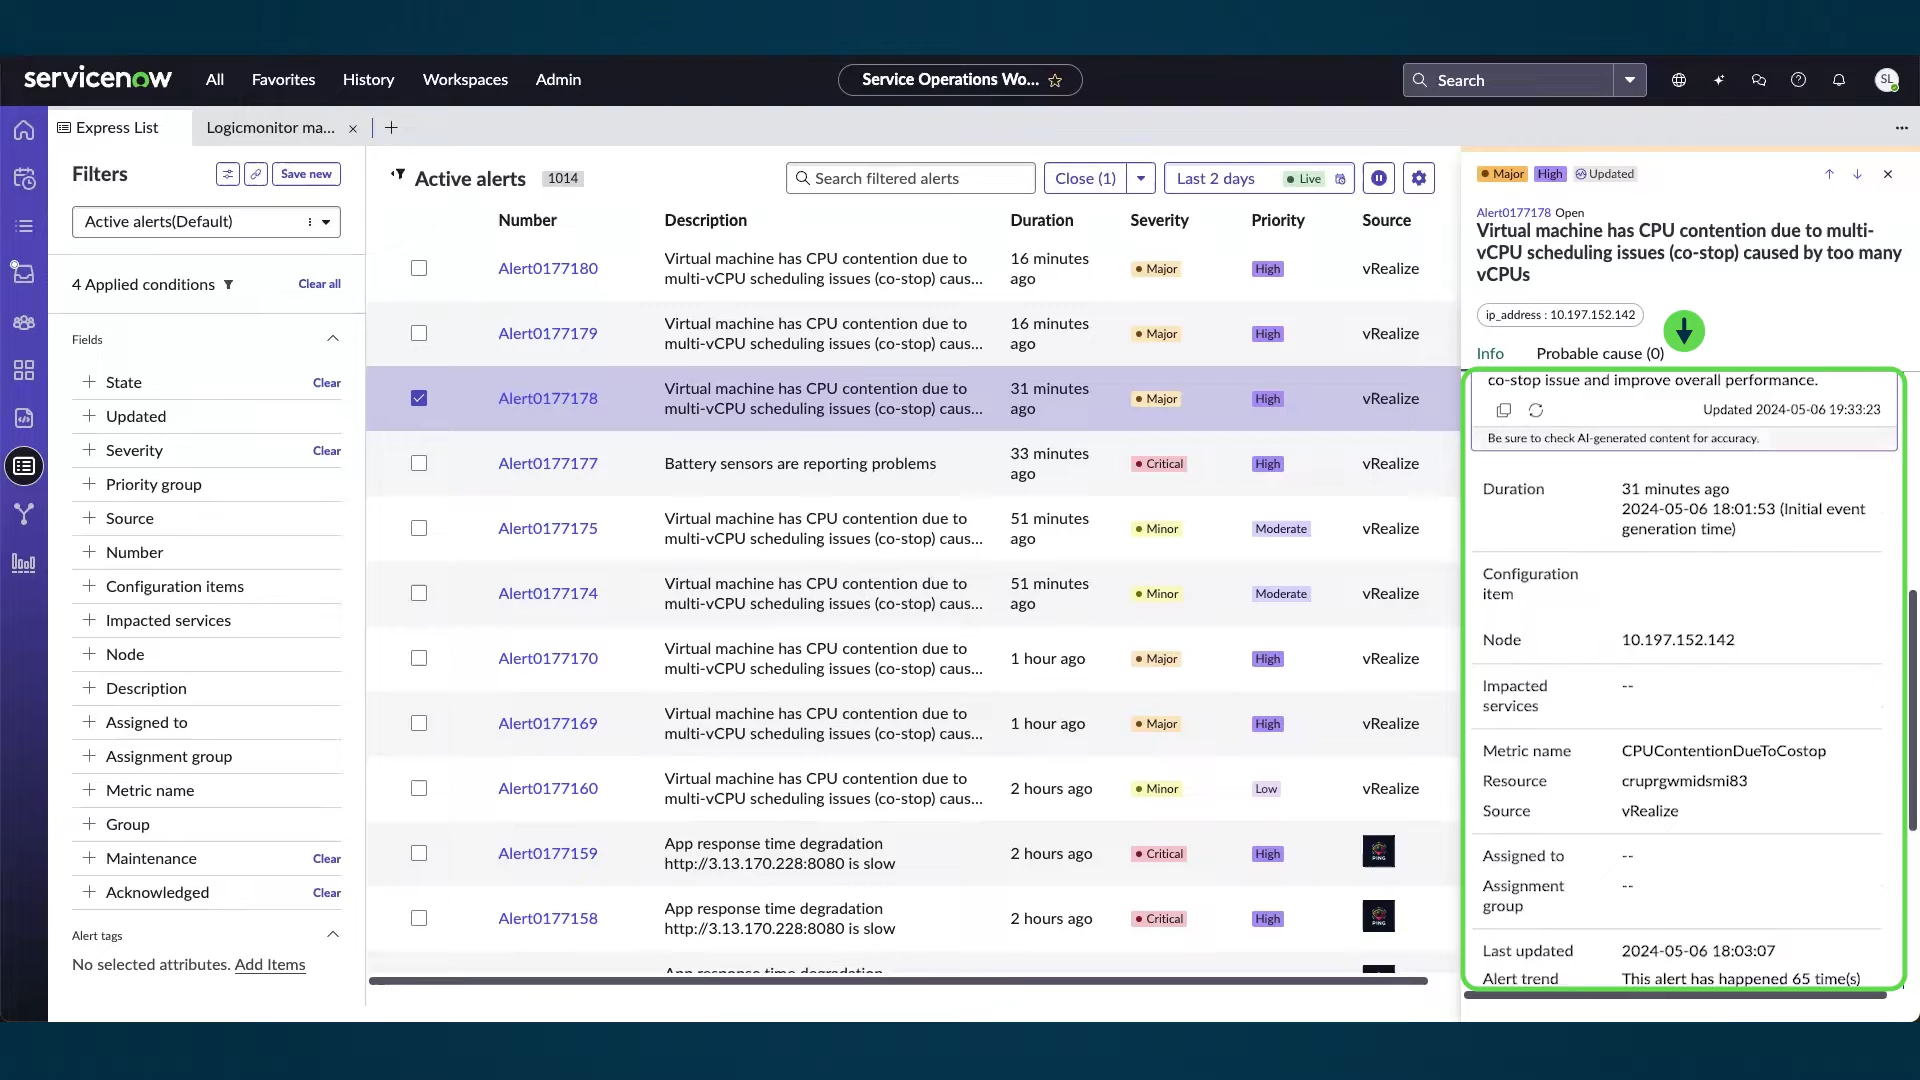 servicenow
All
Favorites
History
Workspaces
Admin
Service Operations Wo...
Search
SL
Express List
Logicmonitor ma...
Filters
Save new
Active alerts(Default)
4 Applied conditions
Clear all
Fields
State
Clear
Updated
Severity
Clear
Priority group
Source
Number
Configuration items
Impacted services
Node
Description
Assigned to
Assignment group
Metric name
Group
Maintenance
Clear
Acknowledged
Clear
Alert tags
No selected attributes. Add Items
Active alerts
1014
Search filtered alerts
Close (1)
Last 2 days
Live
Number
Description
Duration
Severity
Priority
Source
Alert0177180
Virtual machine has CPU contention due to
multi-vCPU scheduling issues (co-stop) caus...
16 minutes
ago
Major
High
vRealize
Alert0177179
Virtual machine has CPU contention due to
multi-vCPU scheduling issues (co-stop) caus...
16 minutes
ago
Major
High
vRealize
Alert0177178
Virtual machine has CPU contention due to
multi-vCPU scheduling issues (co-stop) caus...
31 minutes
ago
Major
High
vRealize
Alert0177177
Battery sensors are reporting problems
33 minutes
ago
Critical
High
vRealize
Alert0177175
Virtual machine has CPU contention due to
multi-vCPU scheduling issues (co-stop) caus...
51 minutes
ago
Minor
Moderate
vRealize
Alert0177174
Virtual machine has CPU contention due to
multi-vCPU scheduling issues (co-stop) caus...
51 minutes
ago
Minor
Moderate
vRealize
Alert0177170
Virtual machine has CPU contention due to
multi-vCPU scheduling issues (co-stop) caus...
1 hour ago
Major
High
vRealize
Alert0177169
Virtual machine has CPU contention due to
multi-vCPU scheduling issues (co-stop) caus...
1 hour ago
Major
High
vRealize
Alert0177160
Virtual machine has CPU contention due to
multi-vCPU scheduling issues (co-stop) caus...
2 hours ago
Minor
Low
vRealize
Alert0177159
App response time degradation
http://3.13.170.228:8080 is slow
2 hours ago
Critical
High
PING
Alert0177158
App response time degradation
http://3.13.170.228:8080 is slow
2 hours ago
Critical
High
PING
App response time degradation
Major
High
Updated
Alert0177178 Open
Virtual machine has CPU contention due to multi-
vCPU scheduling issues (co-stop) caused by too many
vCPUs
ip_address : 10.197.152.142
Info
Probable cause (0)
co-stop issue and improve overall performance.
Updated 2024-05-06 19:33:23
Be sure to check AI-generated content for accuracy.
Duration
31 minutes ago
2024-05-06 18:01:53 (Initial event
generation time)
Configuration
item
Node
10.197.152.142
Impacted
services
--
Metric name
CPUContentionDueToCostop
Resource
cruprgwmidsmi83
Source
vRealize
Assigned to
--
Assignment
group
--
Last updated
2024-05-06 18:03:07
Alert trend
This alert has happened 65 time(s)